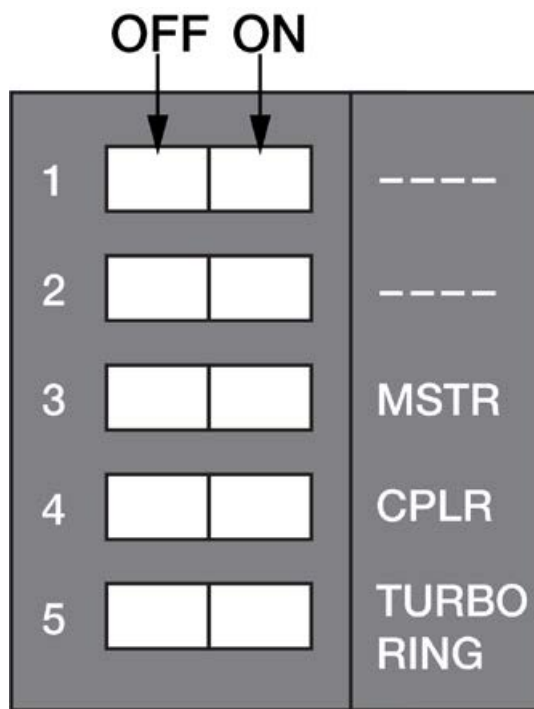 OFF ON
1 ----
2 ----
3 MSTR
4 CPLR
5 TURBO
RING